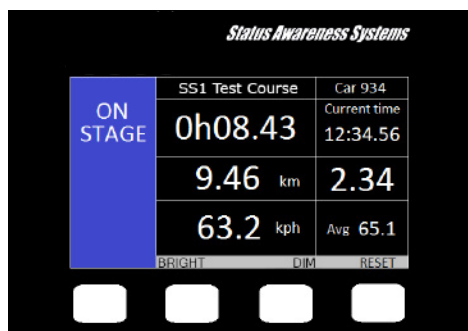 Status Awareness Systems
SS1 Test Course Car 934
ON STAGE
0h08.43
Current time
12:34.56
9.46 km 2.34
63.2 kph Avg 65.1
BRIGHT DIM RESET